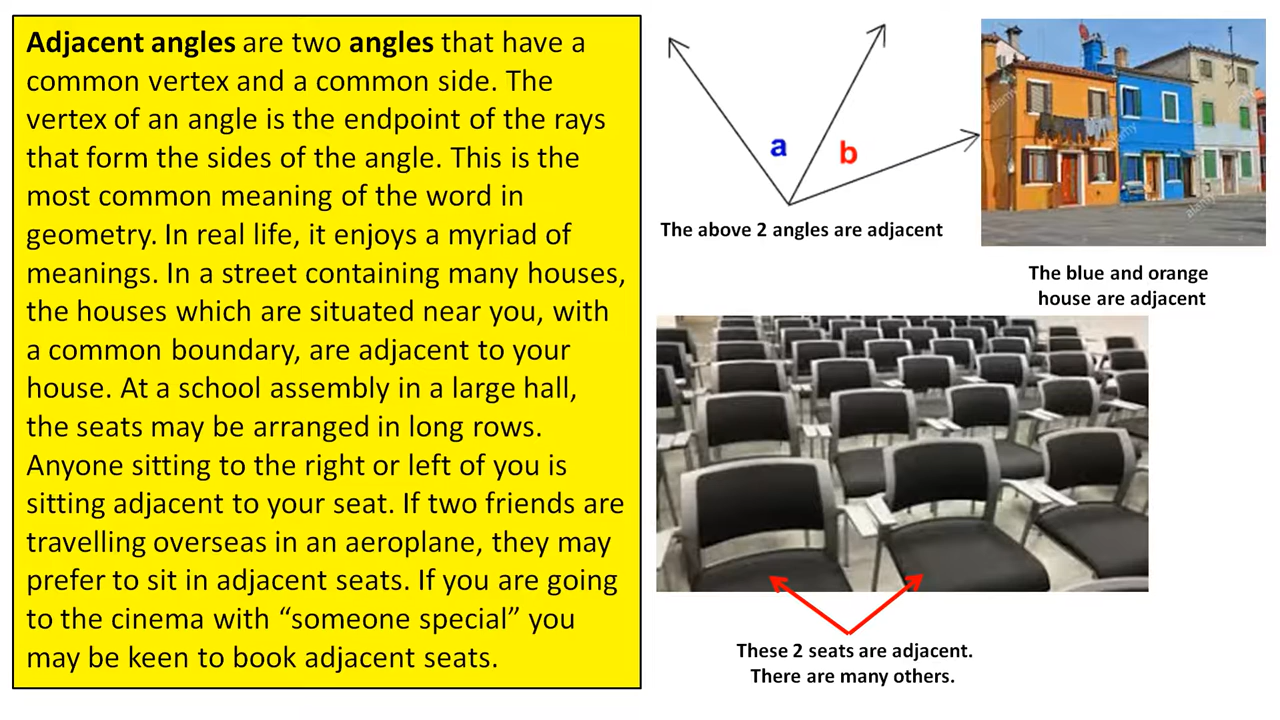 Adjacent angles are two angles that have a
common vertex and a common side. The
vertex of an angle is the endpoint of the rays
that form the sides of the angle. This is the
most common meaning of the word in
geometry. In real life, it enjoys a myriad of
meanings. In a street containing many houses,
the houses which are situated near you, with
a common boundary, are adjacent to your
house. At a school assembly in a large hall,
the seats may be arranged in long rows.
Anyone sitting to the right or left of you is
sitting adjacent to your seat. If two friends are
travelling overseas in an aeroplane, they may
prefer to sit in adjacent seats. If you are going
to the cinema with “someone special” you
may be keen to book adjacent seats.
a
b
The above 2 angles are adjacent
alamy
alamy
alamy
The blue and orange
house are adjacent
These 2 seats are adjacent.
There are many others.